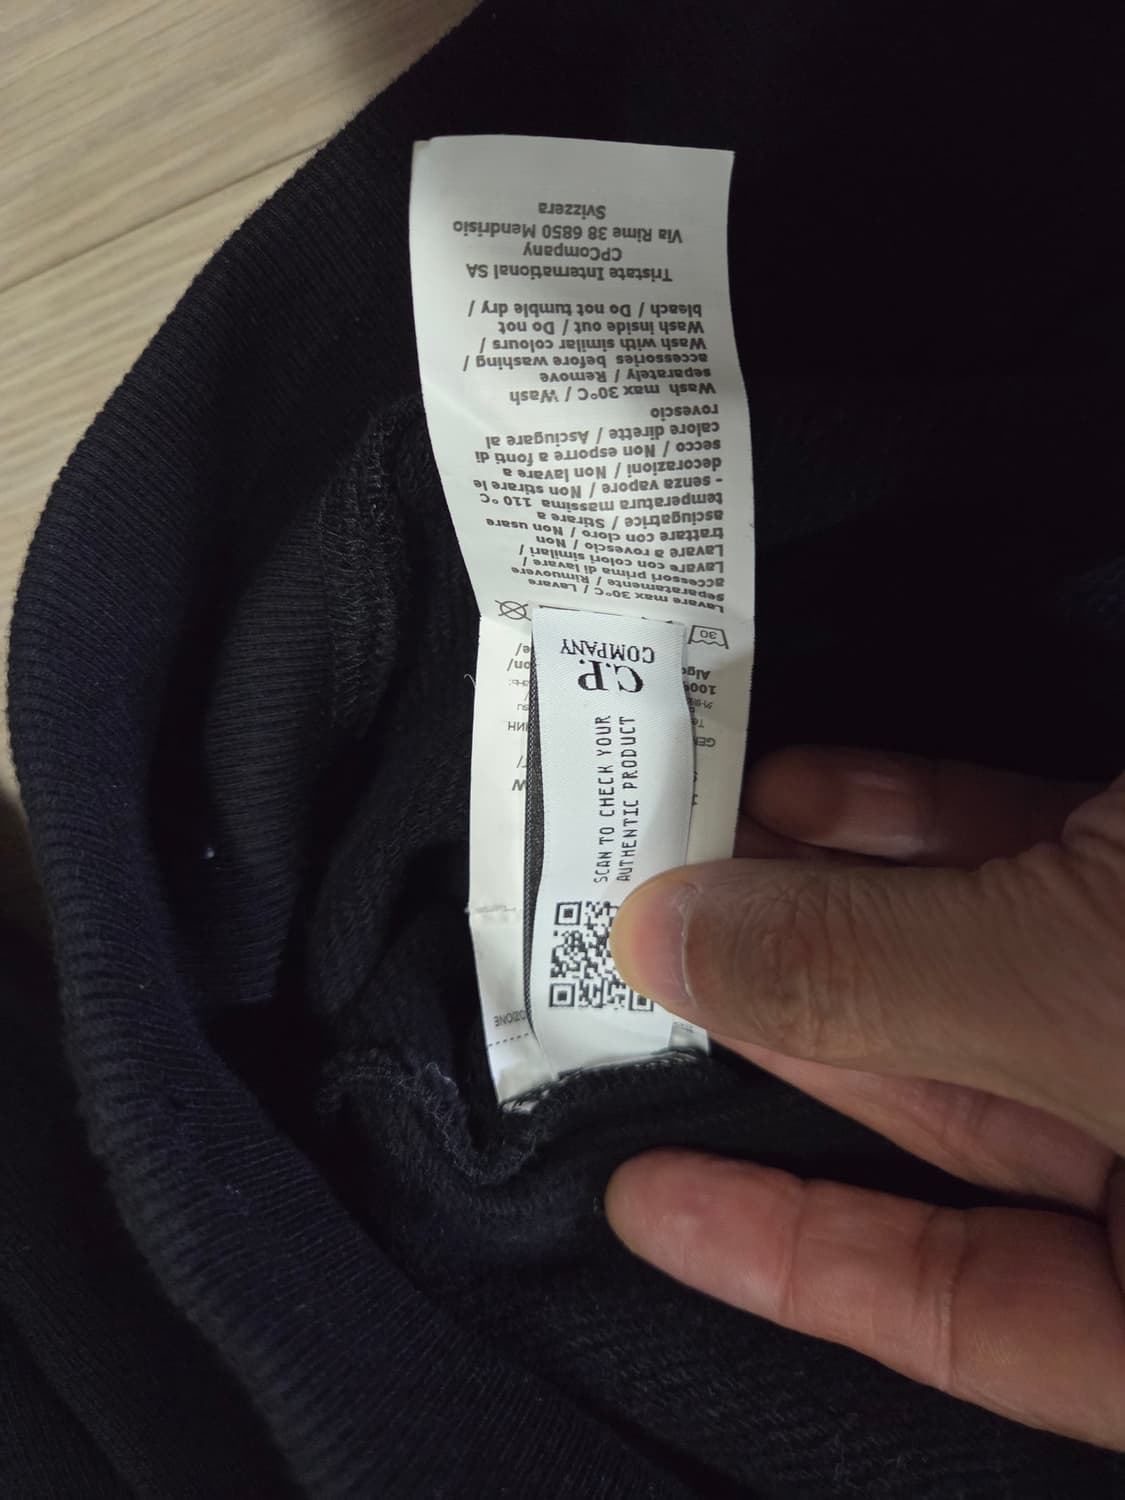 Lavare max 30°C / Lavare
separatamente / Rimuovere
accessori prima di lavare /
Lavare con colori similari /
Lavare a rovescio / Non
trattare con cloro / Non usare
asciugatrice / Stirare a
temperatura massima 110 °C
- senza vapore / Non stirare le
decorazioni / Non lavare a
secco / Non esporre a fonti di
calore dirette / Asciugare al
rovescio
Wash max 30°C / Wash
separately / Remove
accessories before washing /
Wash with similar colours /
Wash inside out / Do not
bleach / Do not tumble dry /
Tristate International SA
CPCompany
Via Rime 38 6850 Mendrisio
Svizzera
30
C.P.
COMPANY
SCAN TO CHECK YOUR
AUTHENTIC PRODUCT